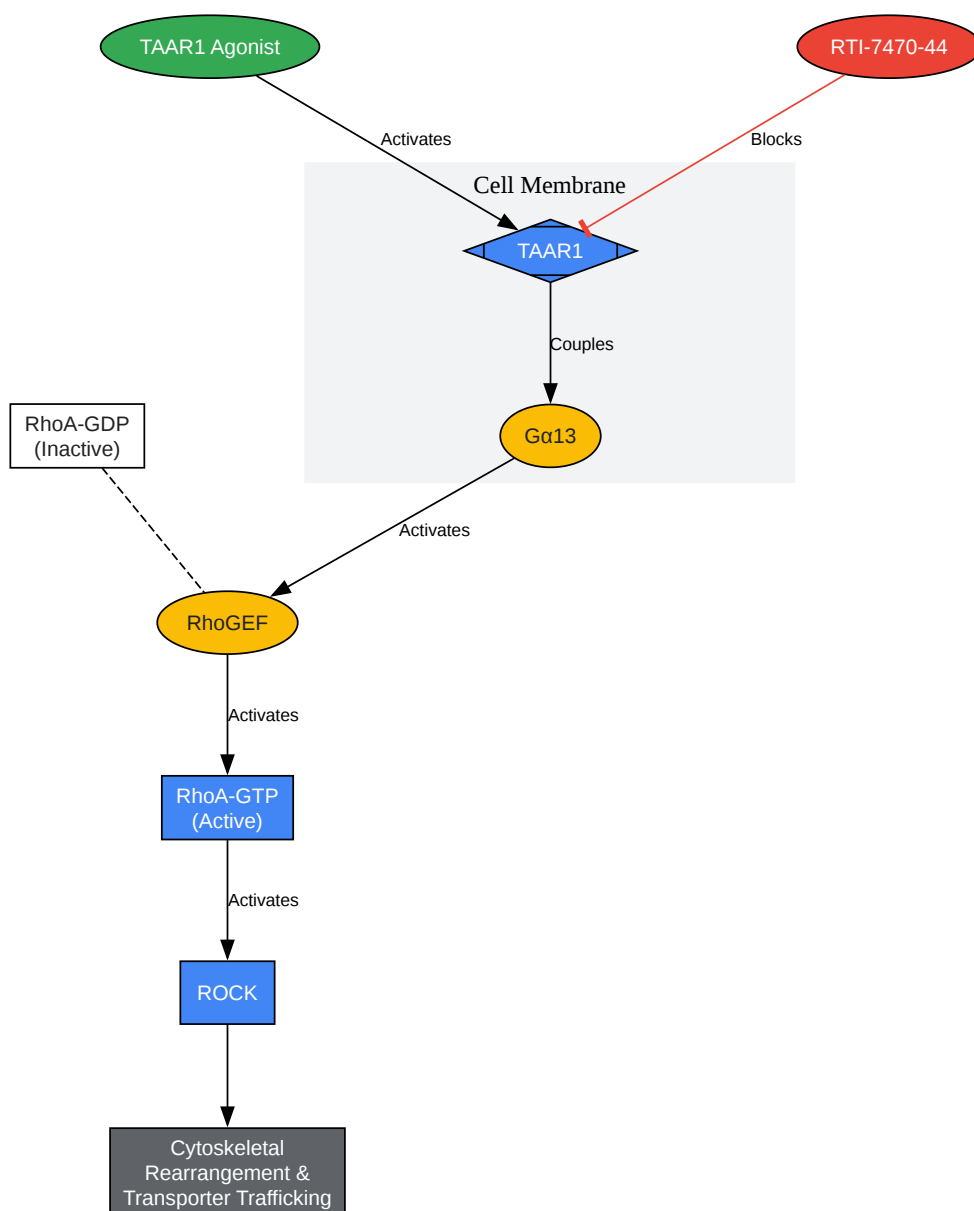 TAAR1 Agonist
RTI-7470-44
Activates
Blocks
Cell Membrane
TAAR1
Couples
RhoA-GDP
(Inactive)
Gα13
Activates
RhoGEF
Activates
RhoA-GTP
(Active)
Activates
ROCK
Cytoskeletal
Rearrangement &
Transporter Trafficking